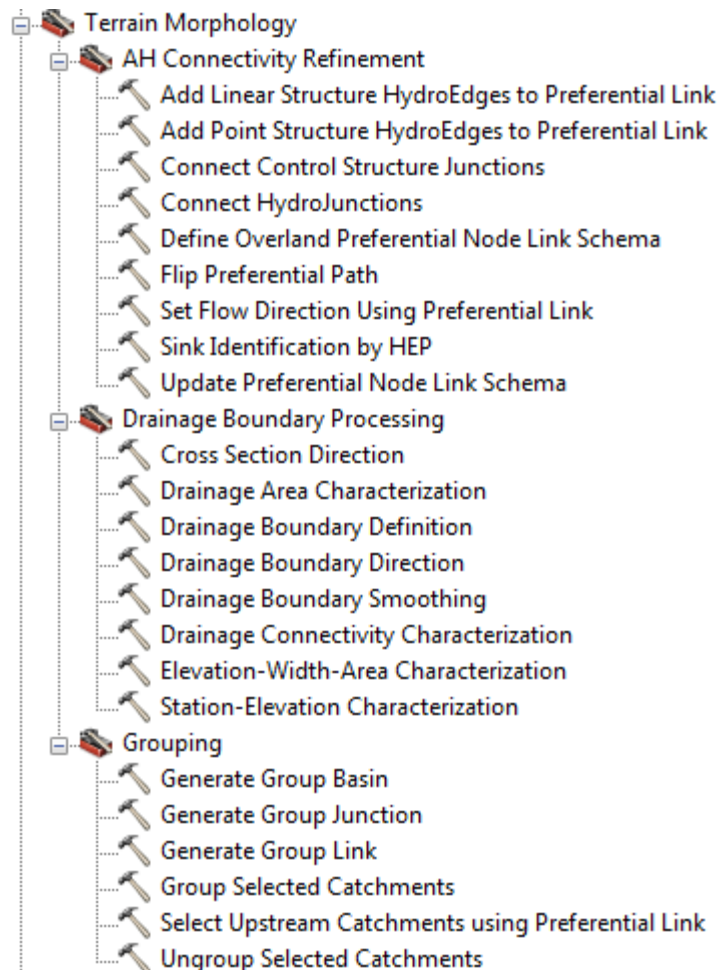 Terrain Morphology
AH Connectivity Refinement
Add Linear Structure HydroEdges to Preferential Link
Add Point Structure HydroEdges to Preferential Link
Connect Control Structure Junctions
Connect HydroJunctions
Define Overland Preferential Node Link Schema
Flip Preferential Path
Set Flow Direction Using Preferential Link
Sink Identification by HEP
Update Preferential Node Link Schema
Drainage Boundary Processing
Cross Section Direction
Drainage Area Characterization
Drainage Boundary Definition
Drainage Boundary Direction
Drainage Boundary Smoothing
Drainage Connectivity Characterization
Elevation-Width-Area Characterization
Station-Elevation Characterization
Grouping
Generate Group Basin
Generate Group Junction
Generate Group Link
Group Selected Catchments
Select Upstream Catchments using Preferential Link
Ungroup Selected Catchments